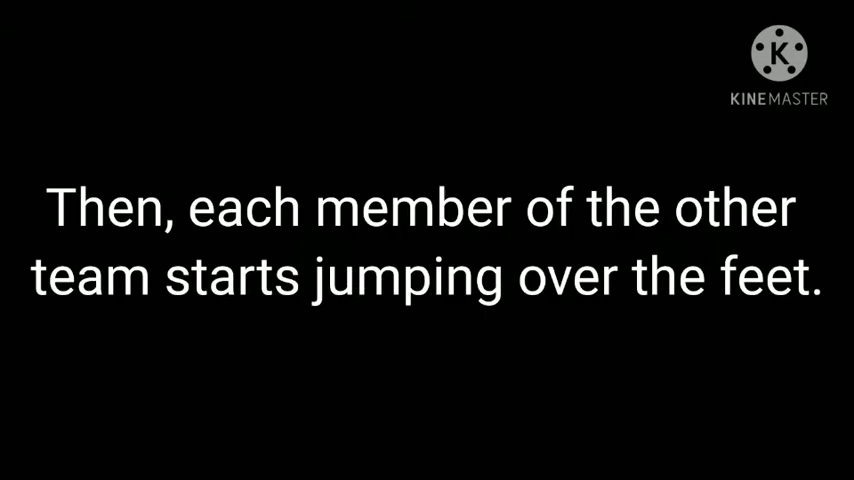 K
KINEMASTER
Then, each member of the other
team starts jumping over the feet.